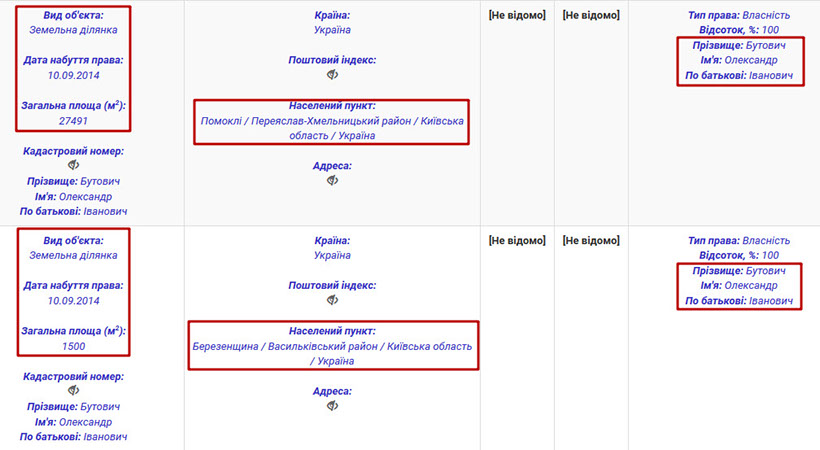 Вид об'єкта:
Земельна ділянка
Дата набуття права:
10.09.2014
Загальна площа (м²):
27491
Кадастровий номер:
Прізвище: Бутович
Ім'я: Олександр
По батькові: Іванович
Країна:
Україна
Поштовий індекс:
Населений пункт:
Помоклі / Переяслав-Хмельницький район / Київська
область / Україна
Адреса:
[Не відомо]
[Не відомо]
Тип права: Власність
Відсоток, %: 100
Прізвище: Бутович
Ім'я: Олександр
По батькові: Іванович
Вид об'єкта:
Земельна ділянка
Дата набуття права:
10.09.2014
Загальна площа (м²):
1500
Кадастровий номер:
Прізвище: Бутович
Ім'я: Олександр
По батькові: Іванович
Країна:
Україна
Поштовий індекс:
Населений пункт:
Березенщина / Васильківський район / Київська область
/ Україна
Адреса:
[Не відомо]
[Не відомо]
Тип права: Власність
Відсоток, %: 100
Прізвище: Бутович
Ім'я: Олександр
По батькові: Іванович